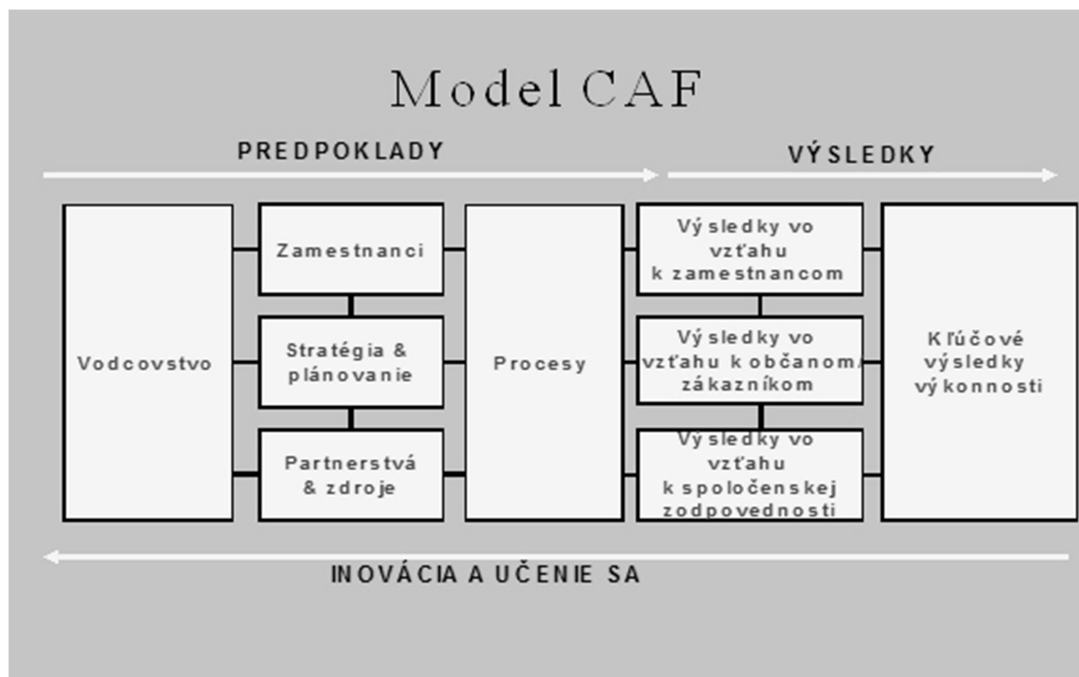 Model CAF
PREDPOKLADY
VÝSLEDKY
Vodcovstvo
Zamestnanci
Stratégia &
plánovanie
Partnerstvá
& zdroje
Procesy
Výsledky vo
vzťahu
k zamestnancom
Výsledky vo
vzťahu k občanom/
zákazníkom
Výsledky vo
vzťahu
k spoločenskej
zodpovednosti
Kľúčové
výsledky
výkonnosti
INOVÁCIA A UČENIE SA